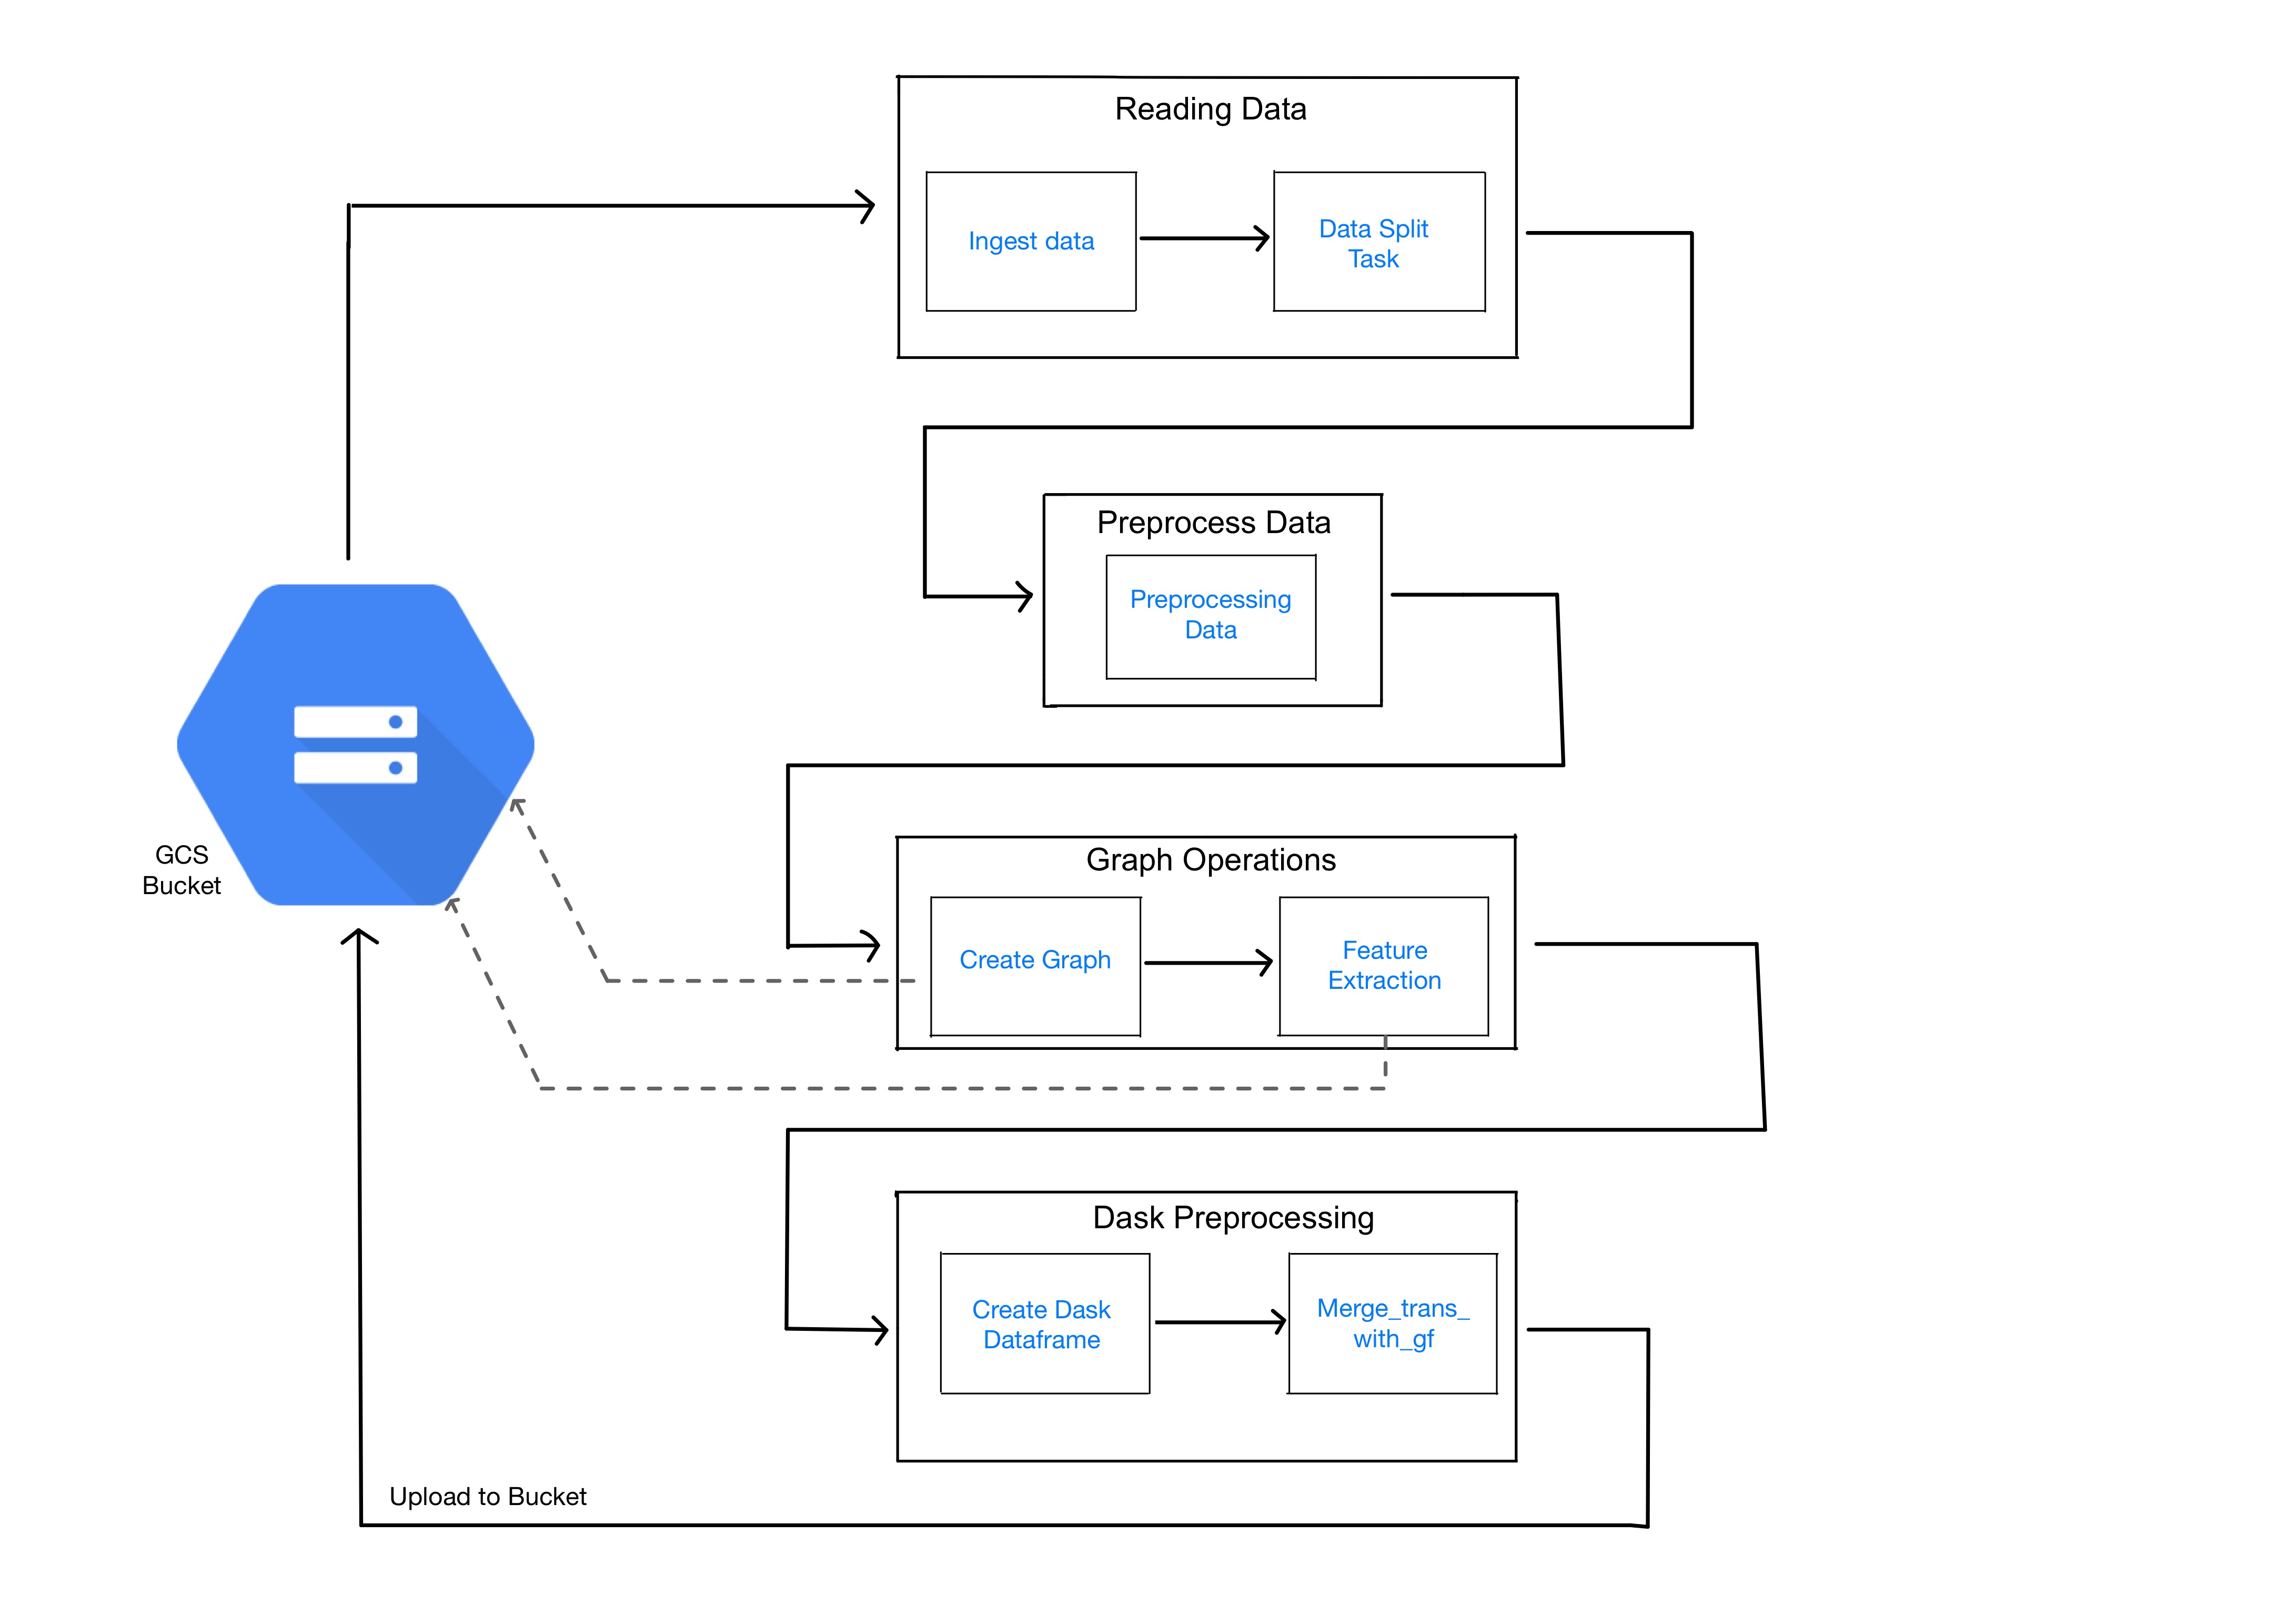 Reading Data
Ingest data
Data Split
Task
Preprocess Data
Preprocessing
Data
GCS
Bucket
Graph Operations
Create Graph
Feature
Extraction
Dask Preprocessing
Create Dask
Dataframe
Merge_trans_
with_gf
Upload to Bucket